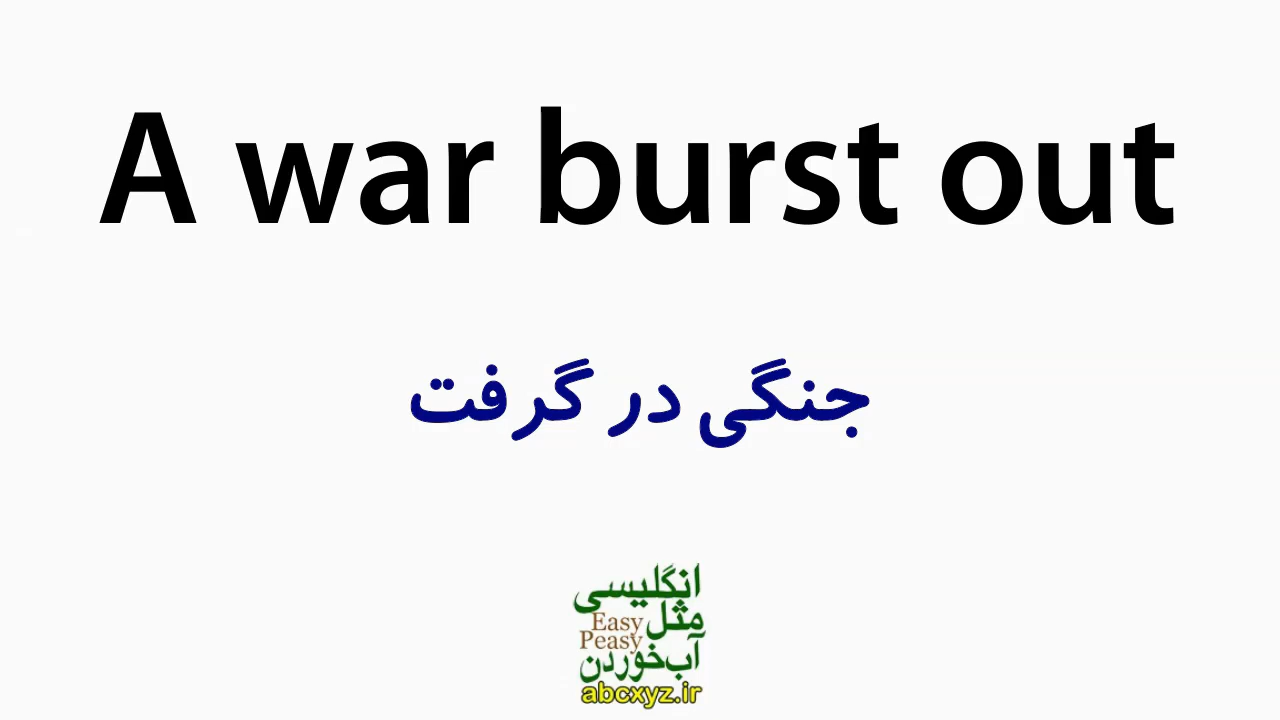 A war burst out
جنگی در گرفت
انگلیسی
مثل
Easy
Peasy
آب‌خوردن
abcxyz.ir